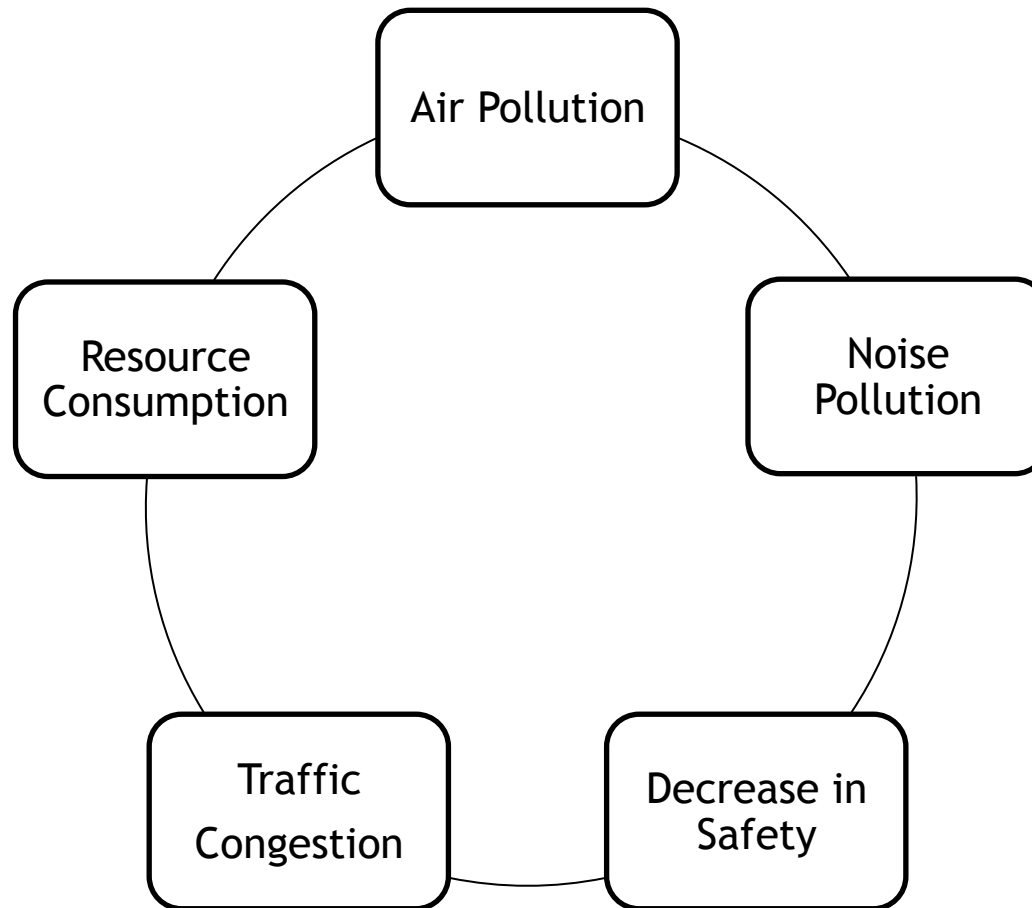 Air Pollution
Noise
Pollution
Decrease in
Safety
Traffic
Congestion
Resource
Consumption